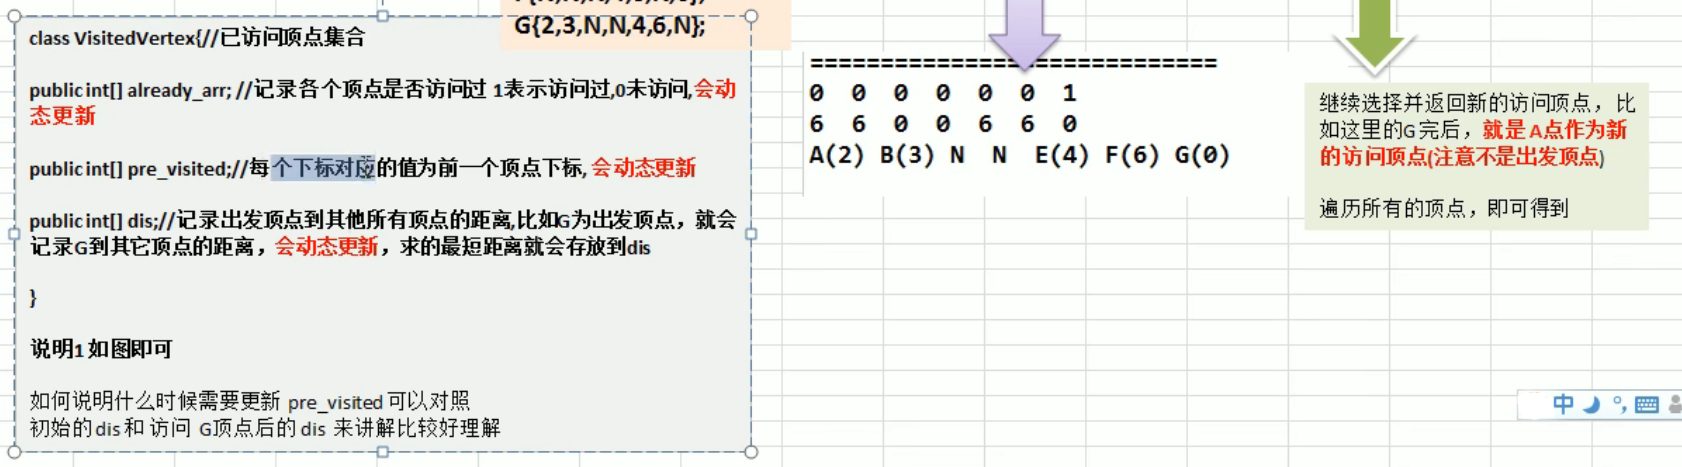 G{2,3,N,N,4,6,N};
class VisitedVertex{//已访问顶点集合
public int[] already_arr; //记录各个顶点是否访问过 1表示访问过,0未访问,会动
态更新
public int[] pre_visited;//每个下标对应的值为前一个顶点下标, 会动态更新
public int[] dis;//记录出发顶点到其他所有顶点的距离,比如G为出发顶点，就会
记录G到其它顶点的距离，会动态更新，求的最短距离就会存放到dis
}
说明1 如图即可
如何说明什么时候需要更新 pre_visited 可以对照
初始的dis和 访问 G顶点后的 dis 来讲解比较好理解
=============================
0 0 0 0 0 0 1
6 6 0 0 6 6 0
A(2) B(3) N N E(4) F(6) G(0)
继续选择并返回新的访问顶点，比
如这里的G 完后，就是 A点作为新
的访问顶点(注意不是出发顶点)
遍历所有的顶点，即可得到
中